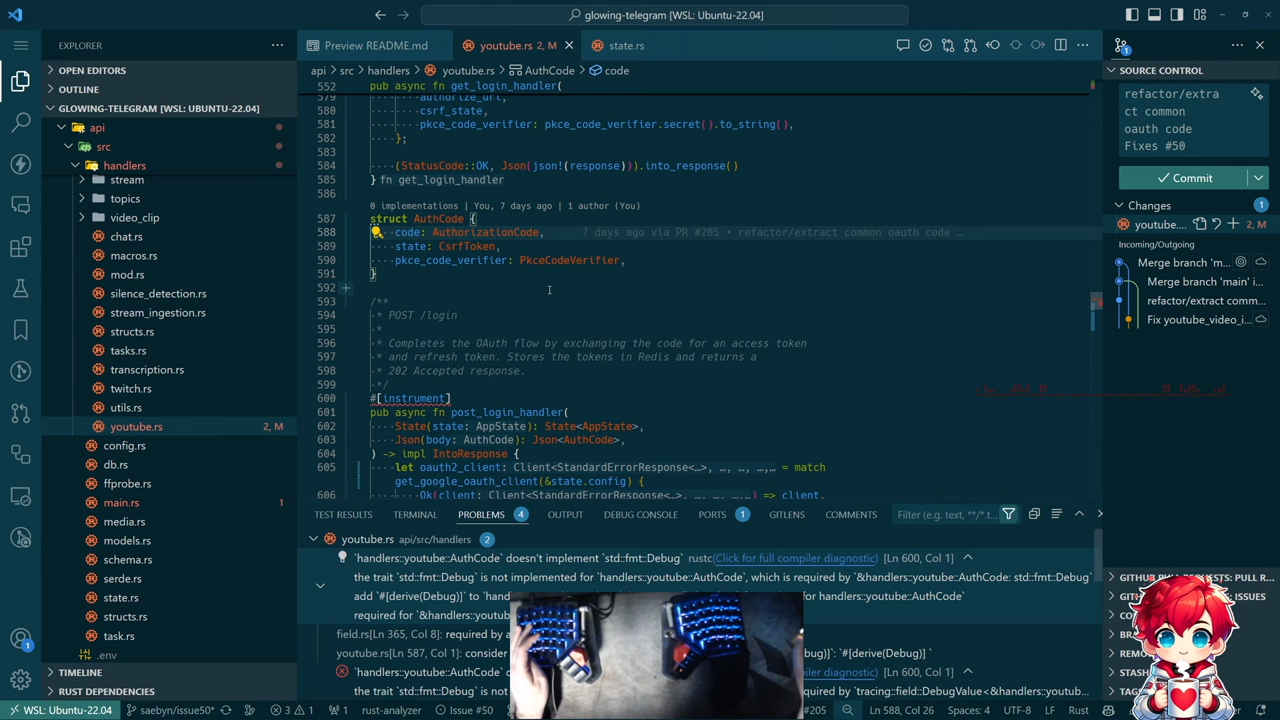 glowing-telegram [WSL: Ubuntu-22.04]
EXPLORER
OPEN EDITORS
OUTLINE
GLOWING-TELEGRAM [WSL: UBUNTU-22.04]
api
src
handlers
stream
topics
video_clip
chat.rs
macros.rs
mod.rs
silence_detection.rs
stream_ingestion.rs
structs.rs
tasks.rs
transcription.rs
twitch.rs
utils.rs
youtube.rs 2, M
config.rs
db.rs
ffprobe.rs
main.rs 1
media.rs
models.rs
schema.rs
serde.rs
state.rs
structs.rs
task.rs
.env
TIMELINE
RUST DEPENDENCIES
Preview README.md
youtube.rs 2, M
state.rs
api > src > handlers > youtube.rs > AuthCode > code
552 pub async fn get_login_handler(
579 authorize_url,
580 csrf_state,
581 pkce_code_verifier: pkce_code_verifier.secret().to_string(),
582 };
583
584 (StatusCode::OK, Json(json!(response))).into_response()
585 } fn get_login_handler
586
0 implementations | You, 7 days ago | 1 author (You)
587 struct AuthCode {
588 code: AuthorizationCode, 7 days ago via PR #205 • refactor/extract common oauth code …
589 state: CsrfToken,
590 pkce_code_verifier: PkceCodeVerifier,
591 }
592
593 /**
594 * POST /login
595 *
596 * Completes the OAuth flow by exchanging the code for an access token
597 * and refresh token. Stores the tokens in Redis and returns a
598 * 202 Accepted response.
599 */
600 #[instrument]
601 pub async fn post_login_handler(
602 State(state: AppState): State<AppState>,
603 Json(body: AuthCode): Json<AuthCode>,
604 ) -> impl IntoResponse {
605 let oauth2_client: Client<StandardErrorResponse<…>, …, …, …,… = match
get_google_oauth_client(&state.config) {
606 Ok(client: Client<StandardErrorResponse<…>, …, …, …,…) => client,
TEST RESULTS TERMINAL PROBLEMS 4 OUTPUT DEBUG CONSOLE PORTS 1 GITLENS COMMENTS Filter (e.g. text, **/*.t…
youtube.rs api/src/handlers 2
`handlers::youtube::AuthCode` doesn't implement `std::fmt::Debug` rustc(Click for full compiler diagnostic) [Ln 600, Col 1]
the trait `std::fmt::Debug` is not implemented for `handlers::youtube::AuthCode`, which is required by `&handlers::youtube::AuthCode: std::fmt::Debug`
add `#[derive(Debug)]` to `han for handlers::youtube::AuthCode`
required for `&handlers::youtu
field.rs[Ln 365, Col 8]: required by a
youtube.rs[Ln 587, Col 1]: consider g(Debug)]`: `#[derive(Debug)] `
`handlers::youtube::AuthCode` doesn't compiler diagnostic) [Ln 600, Col 1]
the trait `std::fmt::Debug` is not required by `tracing::field::DebugValue<&handlers::youtub…
SOURCE CONTROL
refactor/extra
ct common
oauth code
Fixes #50
Commit
Changes
youtube.… 2, M
Incoming/Outgoing
Merge branch 'm…
Merge branch 'main' i…
refactor/extract comm…
Fix youtube_video_i…
WSL: Ubuntu-22.04 saebyn/issue50* 3 1 1 rust-analyzer Issue #50 #205 Ln 588, Col 26 Spaces: 4 UTF-8 LF Rust